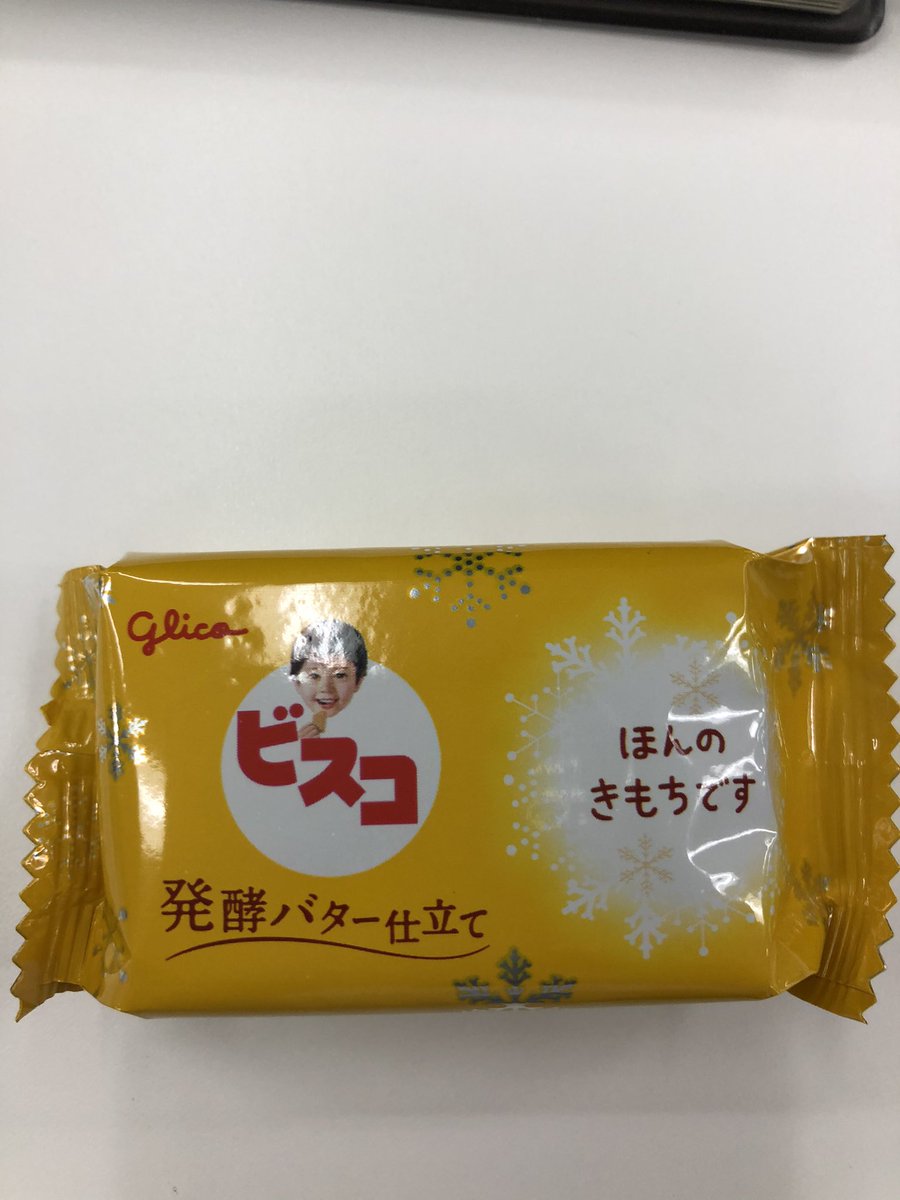 Glico
ビスコ
発酵バター仕立て
ほんの
きもちです